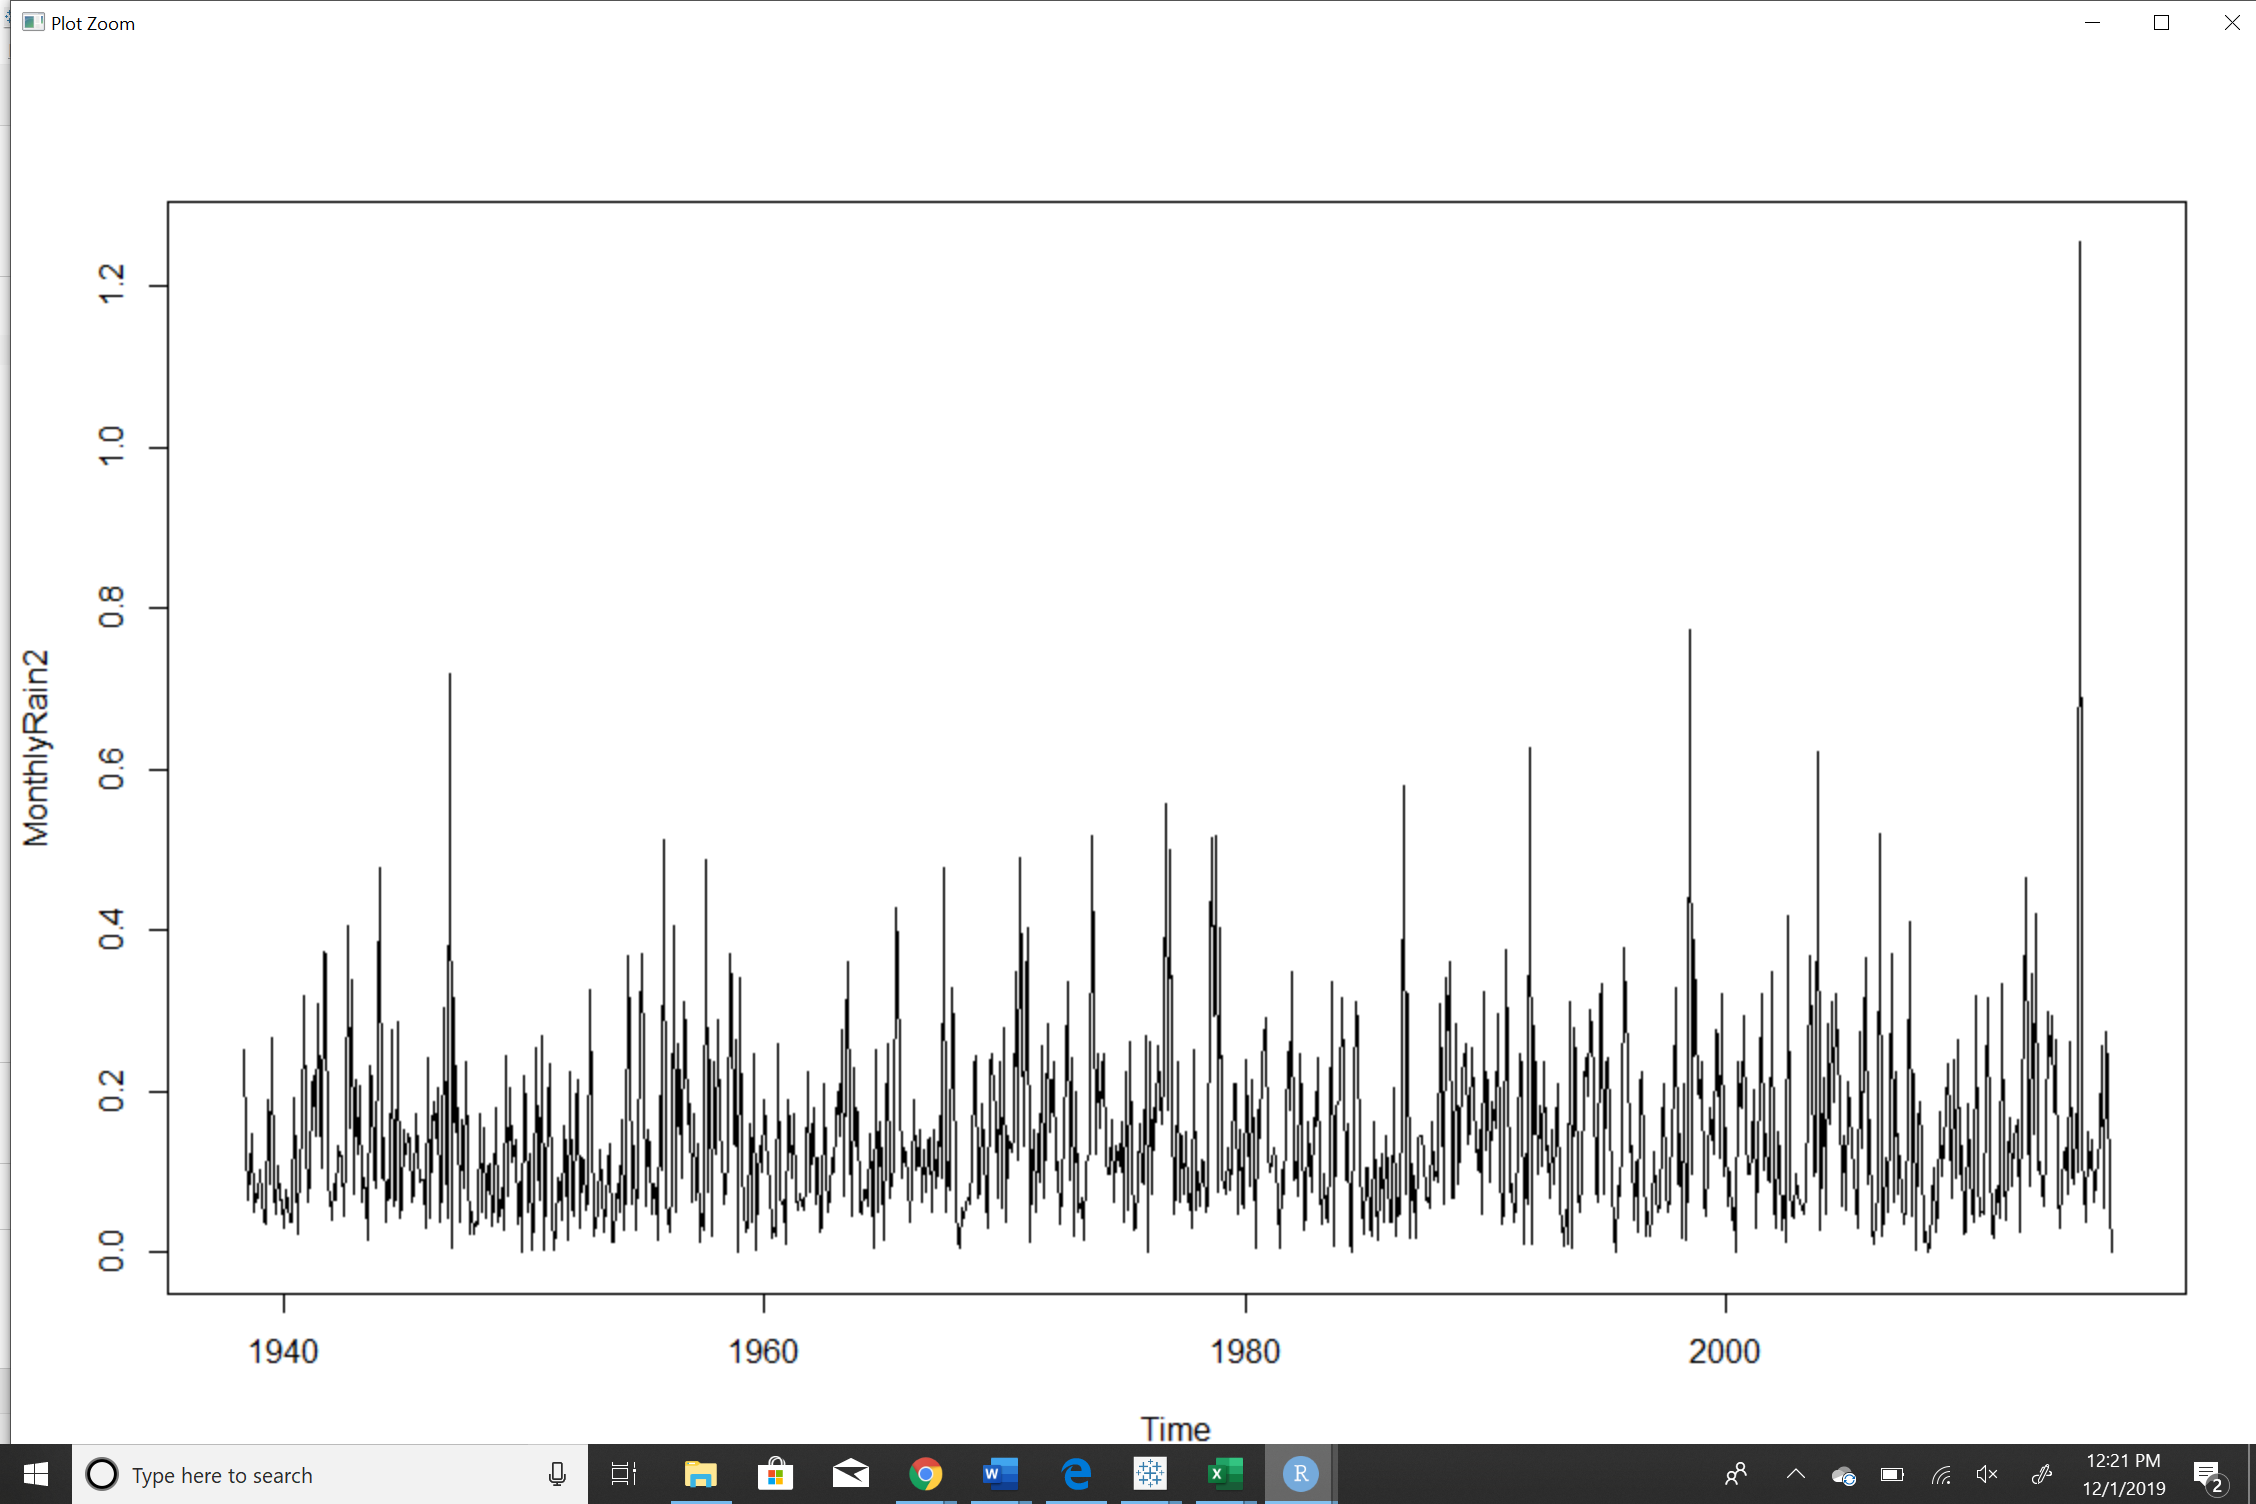 Plot Zoom
MonthlyRain2
1.2
1.0
0.8
0.6
0.4
0.2
0.0
1940 1960 1980 2000
Time
Type here to search
W
X
R
12:21 PM
12/1/2019
2